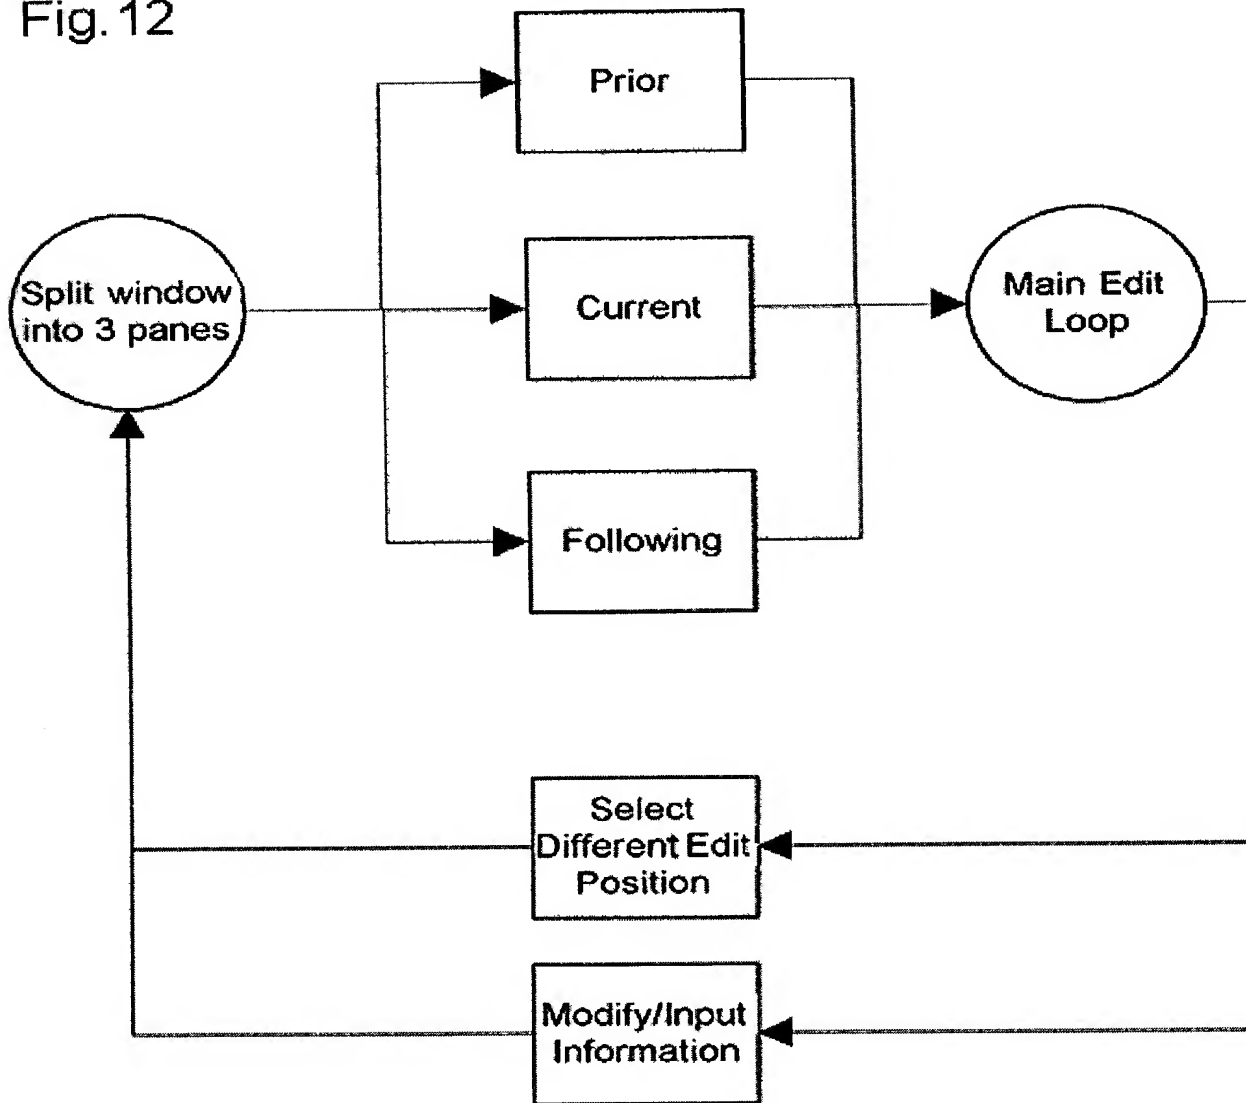 Fig. 12
Prior
Split window
into 3 panes
Current
Main Edit
Loop
Following
Select
Different Edit
Position
Modify/Input
Information